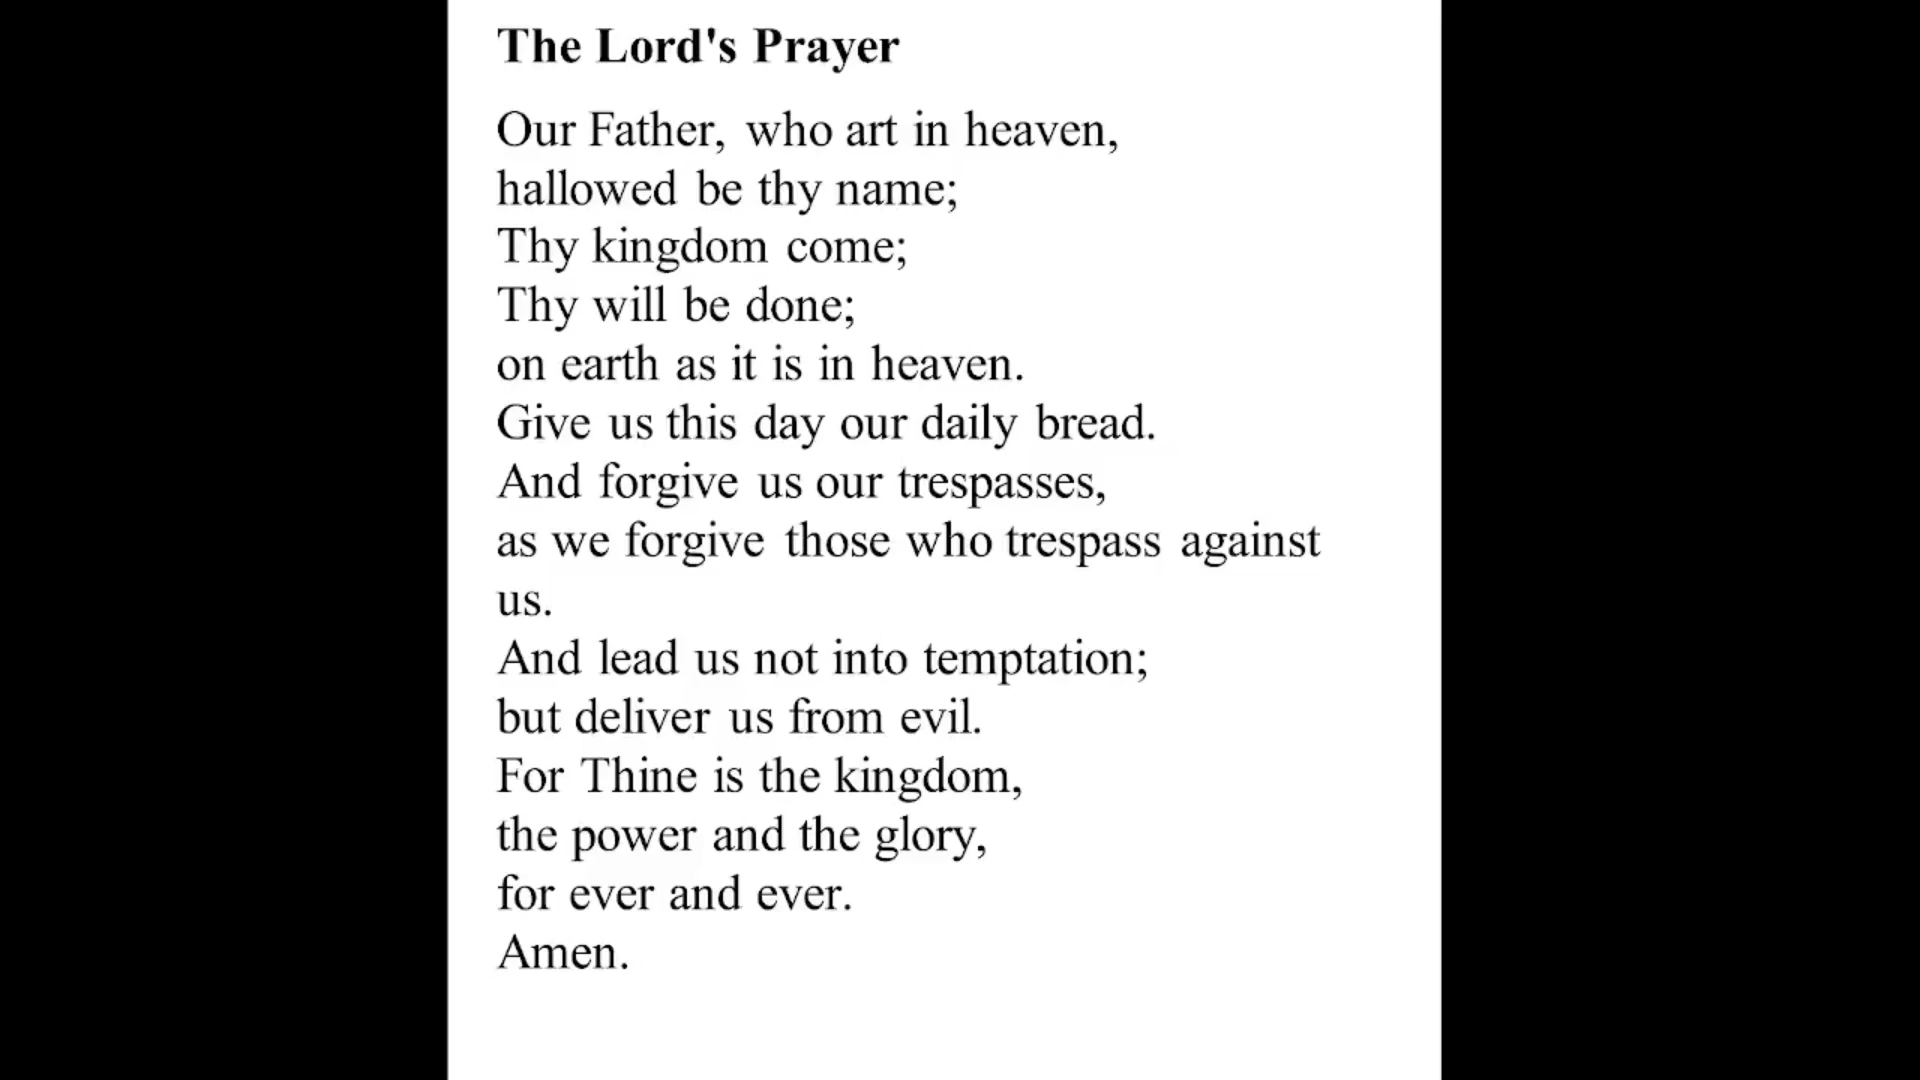 The Lord's Prayer
Our Father, who art in heaven,
hallowed be thy name;
Thy kingdom come;
Thy will be done;
on earth as it is in heaven.
Give us this day our daily bread.
And forgive us our trespasses,
as we forgive those who trespass against
us.
And lead us not into temptation;
but deliver us from evil.
For Thine is the kingdom,
the power and the glory,
for ever and ever.
Amen.